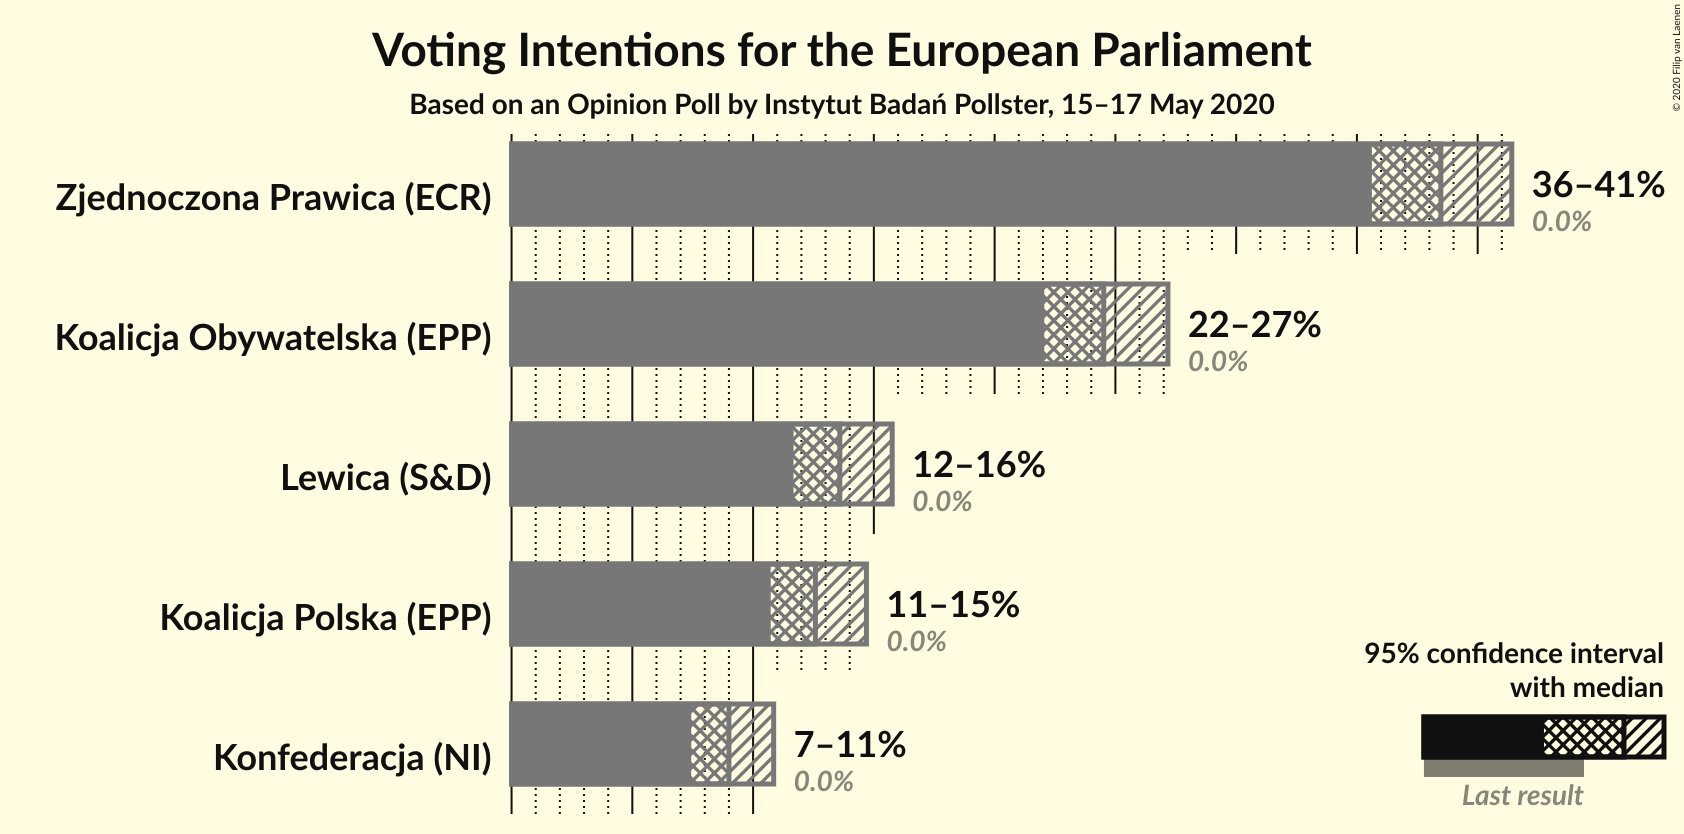 Voting Intentions for the European Parliament
Based on an Opinion Poll by Instytut Badań Pollster, 15–17 May 2020
© 2020 Filip van Laenen
Zjednoczona Prawica (ECR)
36–41%
0.0%
Koalicja Obywatelska (EPP)
22–27%
0.0%
Lewica (S&D)
12–16%
0.0%
Koalicja Polska (EPP)
11–15%
0.0%
Konfederacja (NI)
7–11%
0.0%
95% confidence interval
with median
Last result